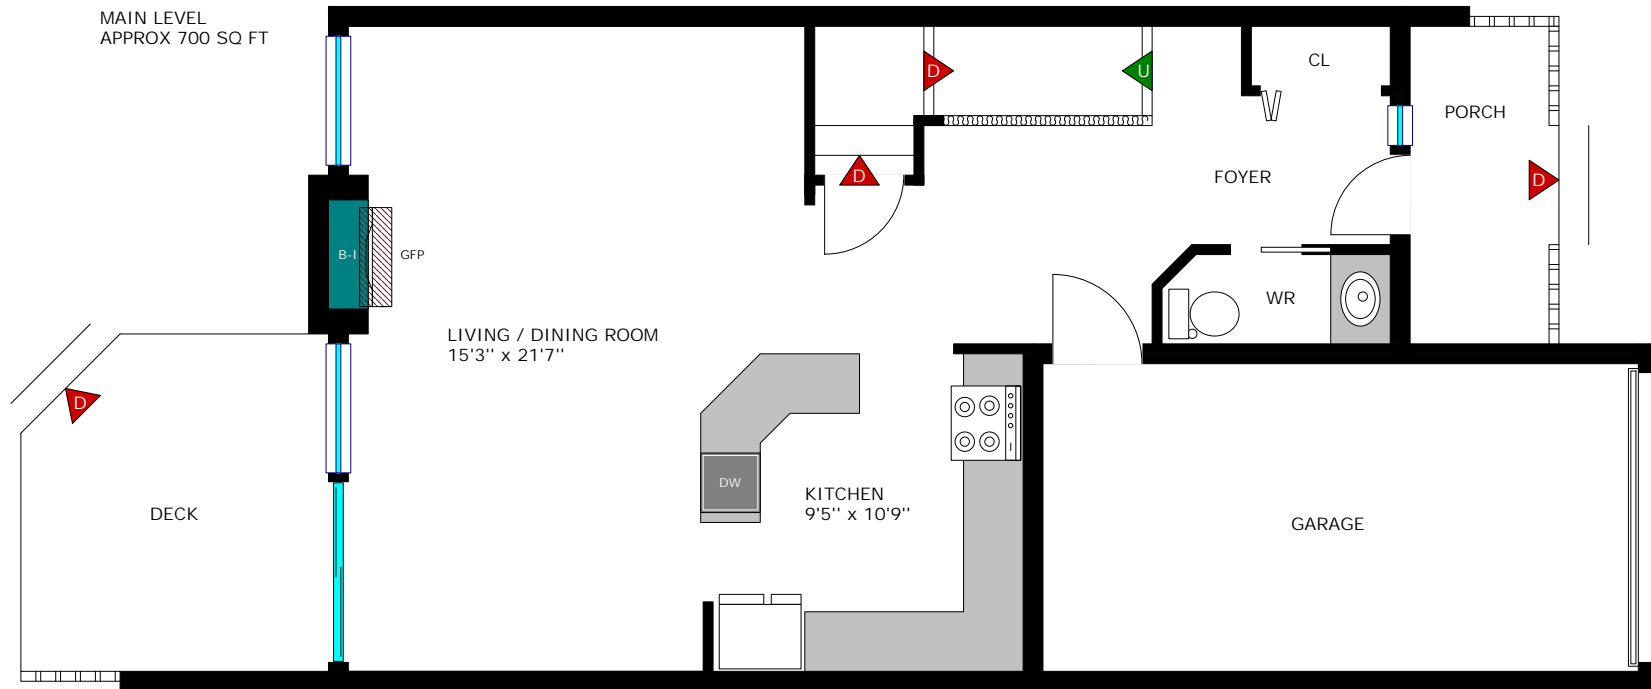 MAIN LEVEL
APPROX 700 SQ FT
CL
D
U
PORCH
D
FOYER
D
B-I
GFP
WR
LIVING / DINING ROOM
15'3'' x 21'7''
D
DW
KITCHEN
9'5'' x 10'9''
DECK
GARAGE